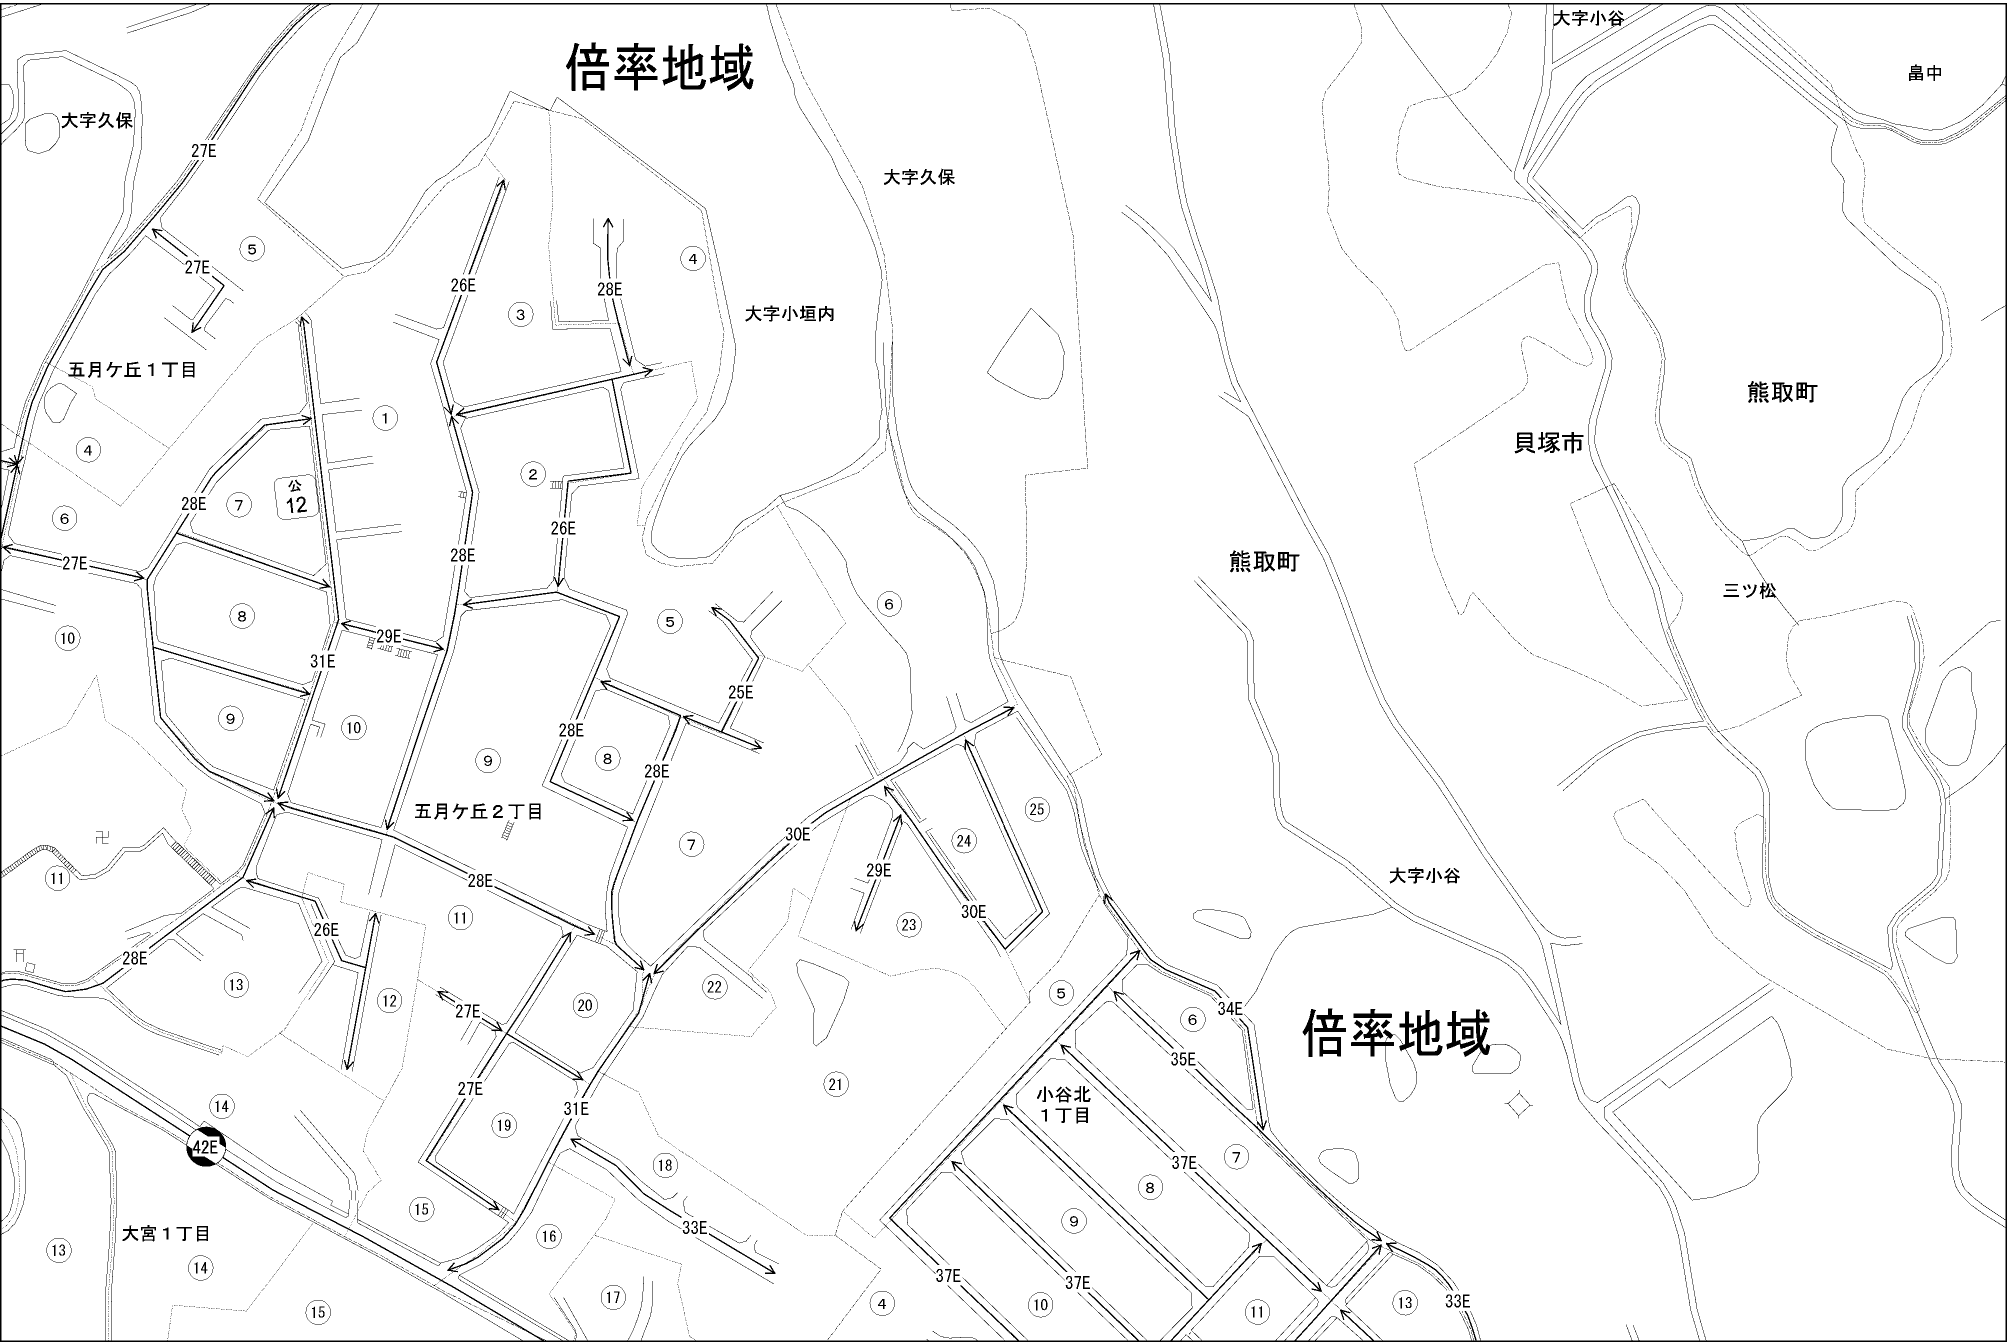 大字小谷
倍率地域
畠中
大字久保
27E
大字久保
5
4
27E
26E
28E
3
大字小垣内
五月ケ丘1丁目
熊取町
1
貝塚市
4
2
公
12
7
28E
6
26E
28E
27E
熊取町
三ツ松
6
8
5
10
29E
31E
25E
9
10
28E
8
9
28E
25
五月ケ丘2丁目
30E
24
7
卍
29E
11
28E
大字小谷
30E
11
23
26E
28E
13
22
5
12
20
27E
34E
6
倍率地域
35E
21
27E
小谷北
1丁目
31E
14
19
42E
7
18
37E
8
15
33E
9
大宮1丁目
16
13
14
37E
37E
17
4
10
13
33E
15
11